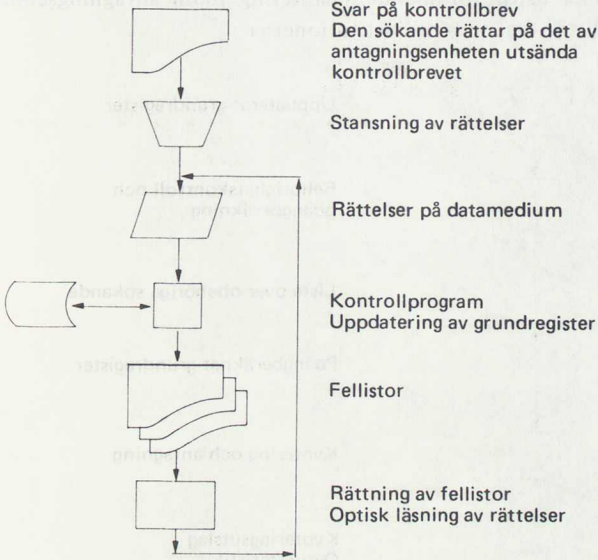 Svar på kontrollbrev
Den sökande rättar på det av
antagningsenheten utsända
kontrollbrevet
Stansning av rättelser
Rättelser på datamedium
Kontrollprogram
Uppdatering av grundregister
Fellistor
Rättning av fellistor
Optisk läsning av rättelser